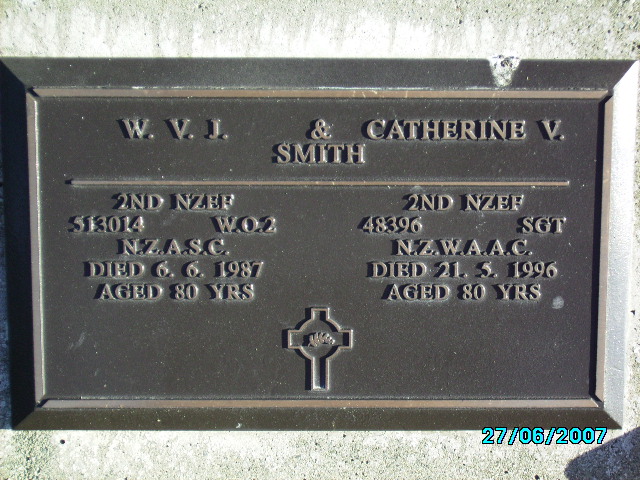 W. V. J. & CATHERINE V.
SMITH
2ND NZEF
513014 W.O.2
N.Z.A.S.C.
DIED 6. 6. 1987
AGED 80 YRS
2ND NZEF
48396 SGT
N.Z.W.A.A.C.
DIED 21. 5. 1996
AGED 80 YRS
27/06/2007